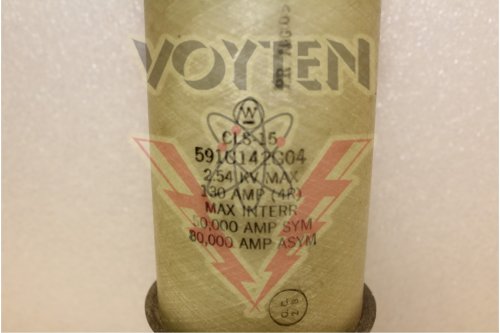 VOYTEN
W
CLS-15
591C142G04
2.54 KV MAX
130 AMP (4R)
MAX INTERR
50,000 AMP SYM
80,000 AMP ASYM